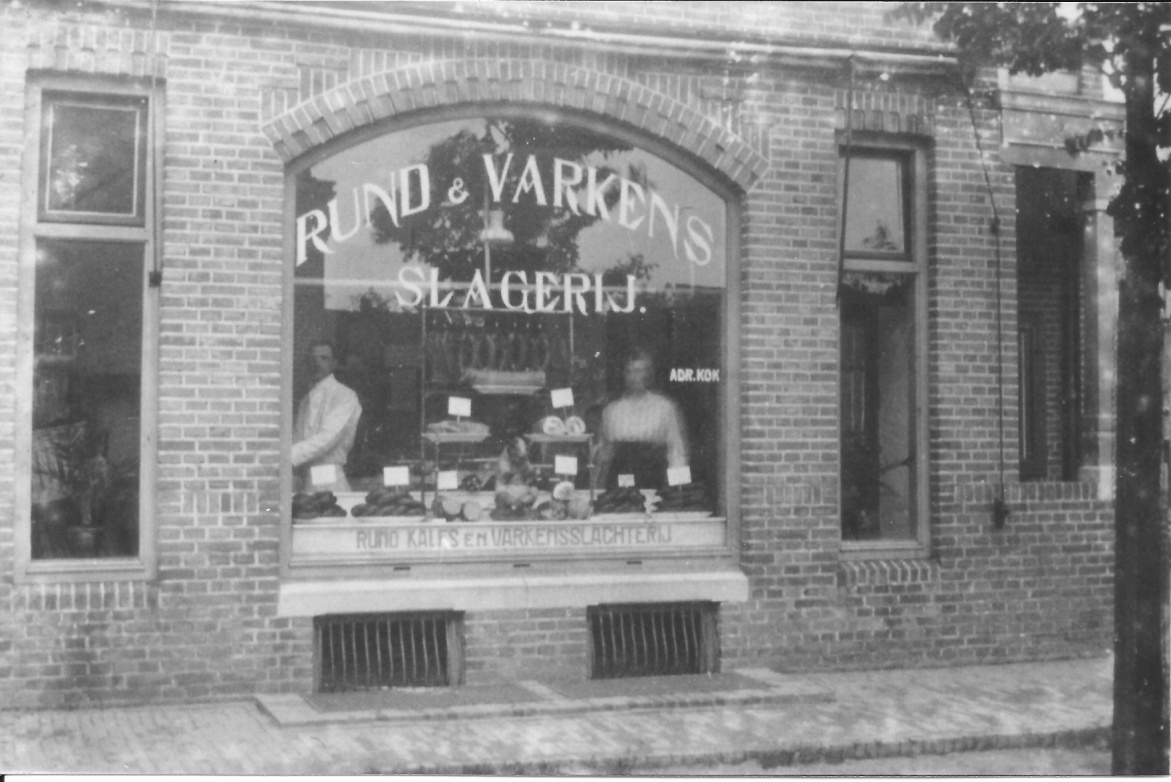 RUND & VARKENS
SLAGERIJ.
ADR. KOK
RUND KALFS EN VARKENSSLACHTERIJ